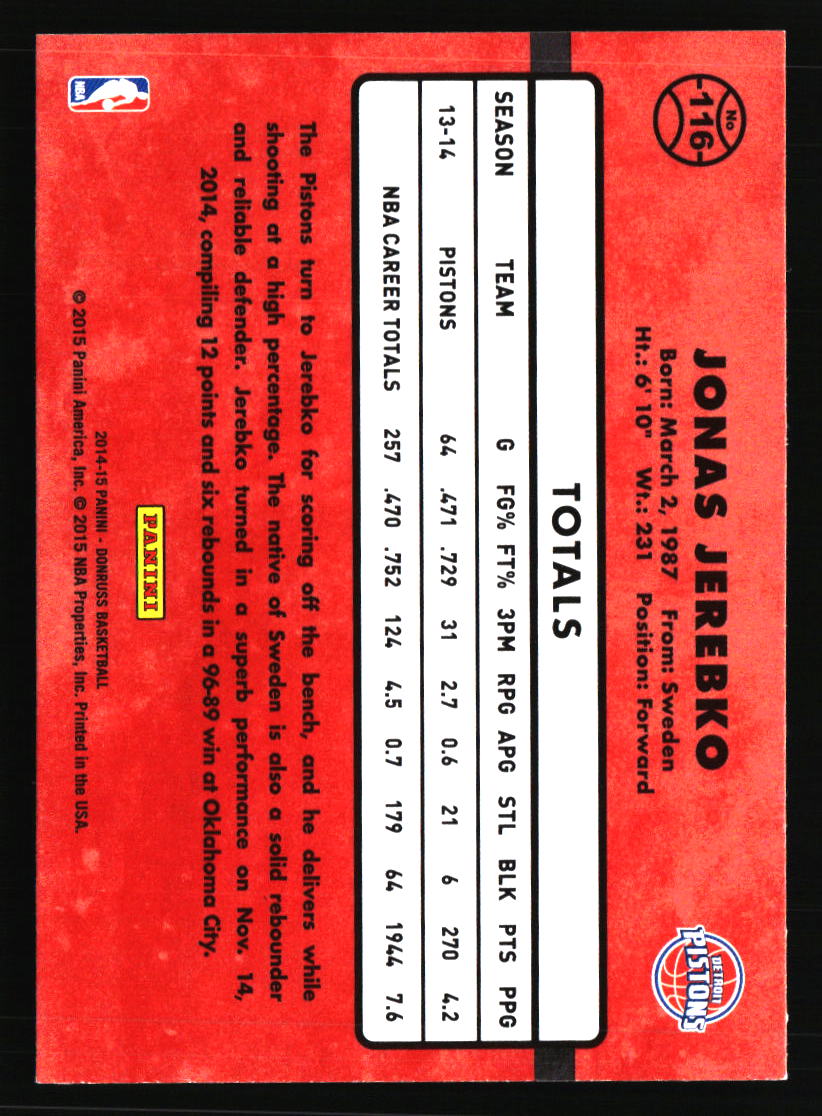 No
116
JONAS JEREBKO
Born: March 2, 1987 From: Sweden
Ht.: 6' 10" Wt.: 231 Position: Forward
DETROIT
PISTONS
TOTALS
SEASON TEAM G FG% FT% 3PM RPG APG STL BLK PTS PPG
13-14 PISTONS 64 .471 .729 31 2.7 0.6 21 6 270 4.2
NBA CAREER TOTALS 257 .470 .752 124 4.5 0.7 179 64 1944 7.6
The Pistons turn to Jerebko for scoring off the bench, and he delivers while
shooting at a high percentage. The native of Sweden is also a solid rebounder
and reliable defender. Jerebko turned in a superb performance on Nov. 14,
2014, compiling 12 points and six rebounds in a 96-89 win at Oklahoma City.
NBA
PANINI
2014-15 PANINI - DONRUSS BASKETBALL
© 2015 Panini America, Inc. © 2015 NBA Properties, Inc. Printed in the USA.